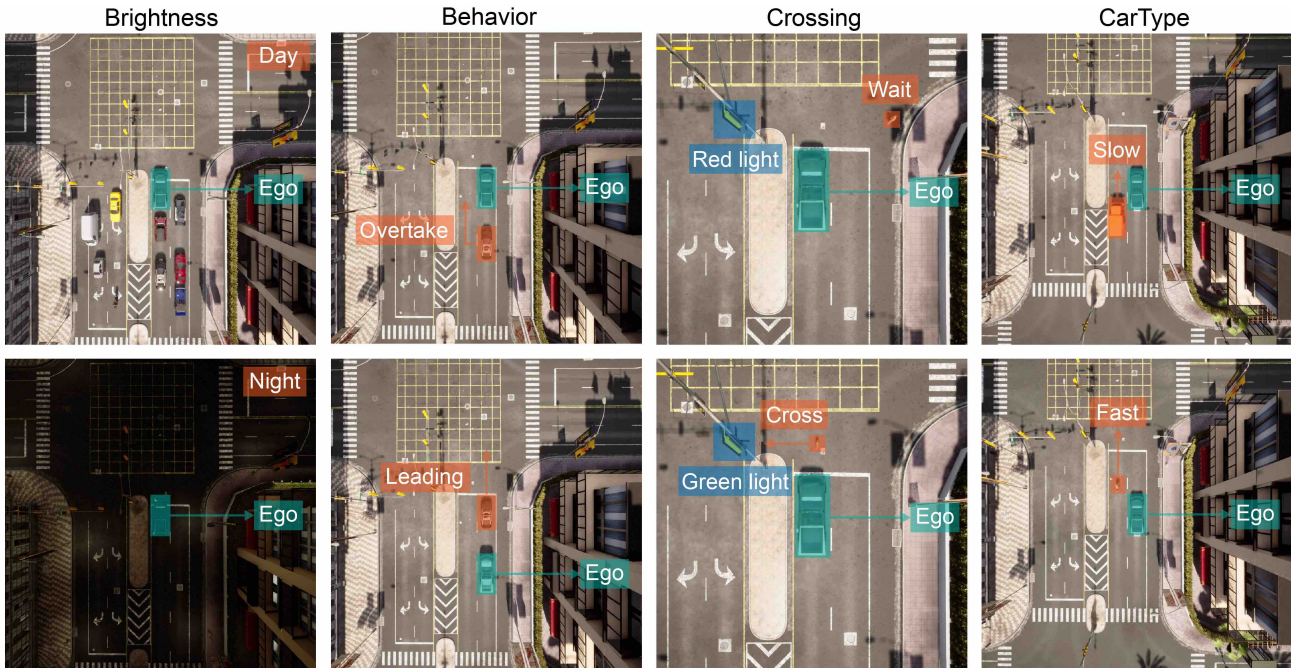 Brightness
Behavior
Crossing
CarType
Day
Ego
Overtake
Ego
Wait
Red light
Ego
Slow
Ego
Night
Ego
Leading
Ego
Cross
Green light
Ego
Fast
Ego